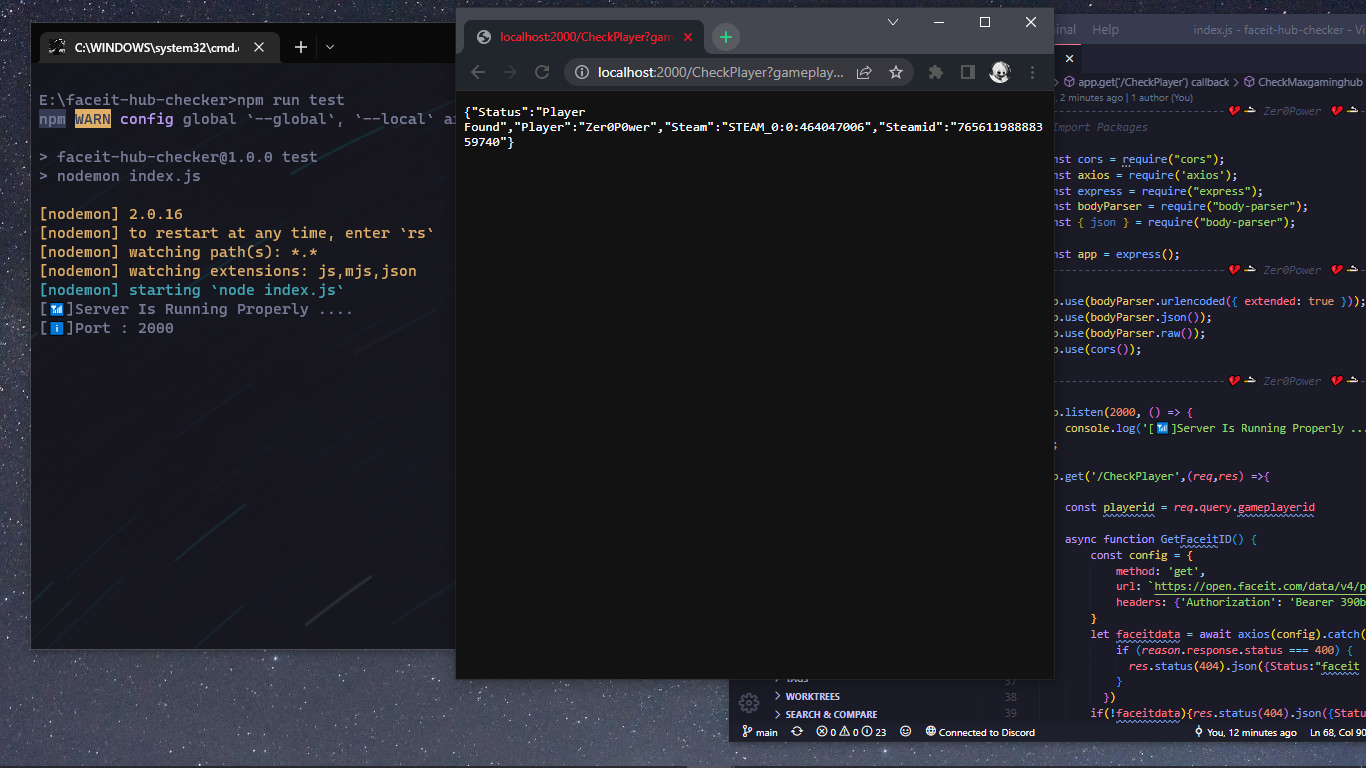 C:\WINDOWS\system32\cmd.e
E:\faceit-hub-checker>npm run test
npm WARN config global `--global`, `--local` a
> faceit-hub-checker@1.0.0 test
> nodemon index.js
[nodemon] 2.0.16
[nodemon] to restart at any time, enter `rs`
[nodemon] watching path(s): *.*
[nodemon] watching extensions: js,mjs,json
[nodemon] starting `node index.js`
[📶]Server Is Running Properly ....
[ℹ️]Port : 2000
localhost:2000/CheckPlayer?gam
localhost:2000/CheckPlayer?gameplay...
{"Status":"Player
Found","Player":"Zer0P0wer","Steam":"STEAM_0:0:464047006","Steamid":"765611988883
59740"}
inal Help index.js - faceit-hub-checker - Vi
app.get('/CheckPlayer') callback > CheckMaxgaminghub
, 2 minutes ago | 1 author (You)
Zer0Power
Import Packages
nst cors = require("cors");
nst axios = require('axios');
nst express = require("express");
nst bodyParser = require("body-parser");
nst { json } = require("body-parser");
nst app = express();
Zer0Power
p.use(bodyParser.urlencoded({ extended: true }));
p.use(bodyParser.json());
p.use(bodyParser.raw());
p.use(cors());
Zer0Power
p.listen(2000, () => {
console.log('[📶]Server Is Running Properly ...
;
p.get('/CheckPlayer',(req,res) =>{
const playerid = req.query.gameplayerid
async function GetFaceitID() {
const config = {
method: 'get',
url: `https://open.faceit.com/data/v4/p
headers: {'Authorization': 'Bearer 390b
}
let faceitdata = await axios(config).catch(
if (reason.response.status === 400) {
res.status(404).json({Status:"faceit
}
})
if(!faceitdata){res.status(404).json({Statu
TAGS
37
WORKTREES
38
SEARCH & COMPARE
39
main 0 0 23 Connected to Discord You, 12 minutes ago Ln 68, Col 90